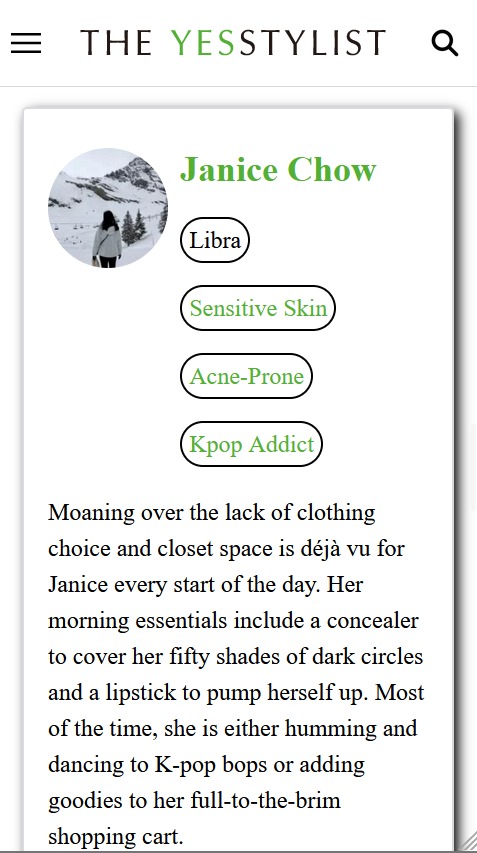 THE YESSTYLIST
Janice Chow
Libra
Sensitive Skin
Acne-Prone
Kpop Addict
Moaning over the lack of clothing
choice and closet space is déjà vu for
Janice every start of the day. Her
morning essentials include a concealer
to cover her fifty shades of dark circles
and a lipstick to pump herself up. Most
of the time, she is either humming and
dancing to K-pop bops or adding
goodies to her full-to-the-brim
shopping cart.